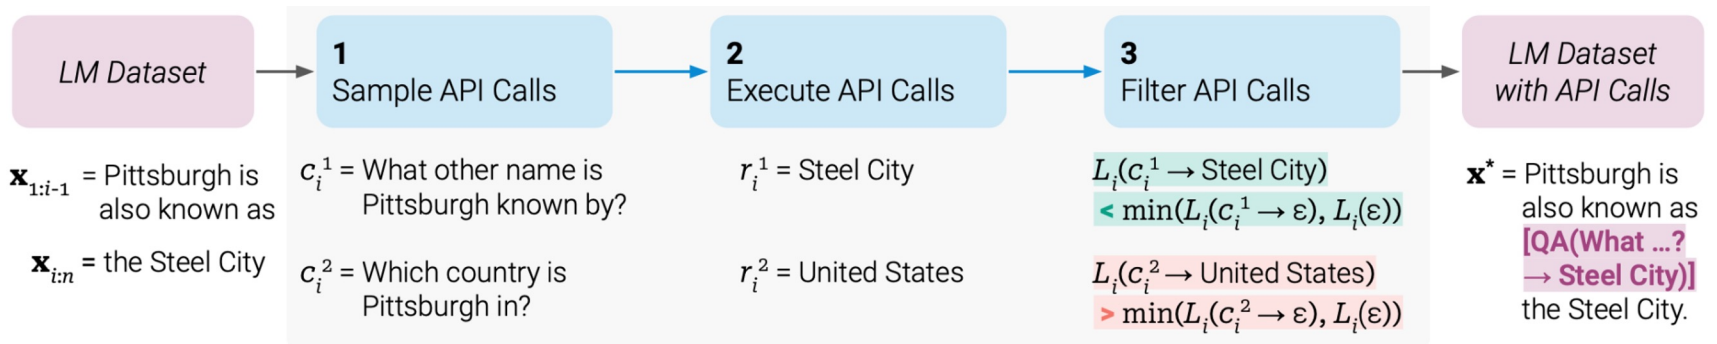 LM Dataset
1
Sample API Calls
2
Execute API Calls
3
Filter API Calls
LM Dataset
with API Calls
x1:i-1 = Pittsburgh is
also known as
xi:n = the Steel City
ci1 = What other name is
Pittsburgh known by?
ci2 = Which country is
Pittsburgh in?
ri1 = Steel City
ri2 = United States
Li(ci1 → Steel City)
< min(Li(ci1 → ε), Li(ε))
Li(ci2 → United States)
> min(Li(ci2 → ε), Li(ε))
x* = Pittsburgh is
also known as
[QA(What ...?
→ Steel City)]
the Steel City.